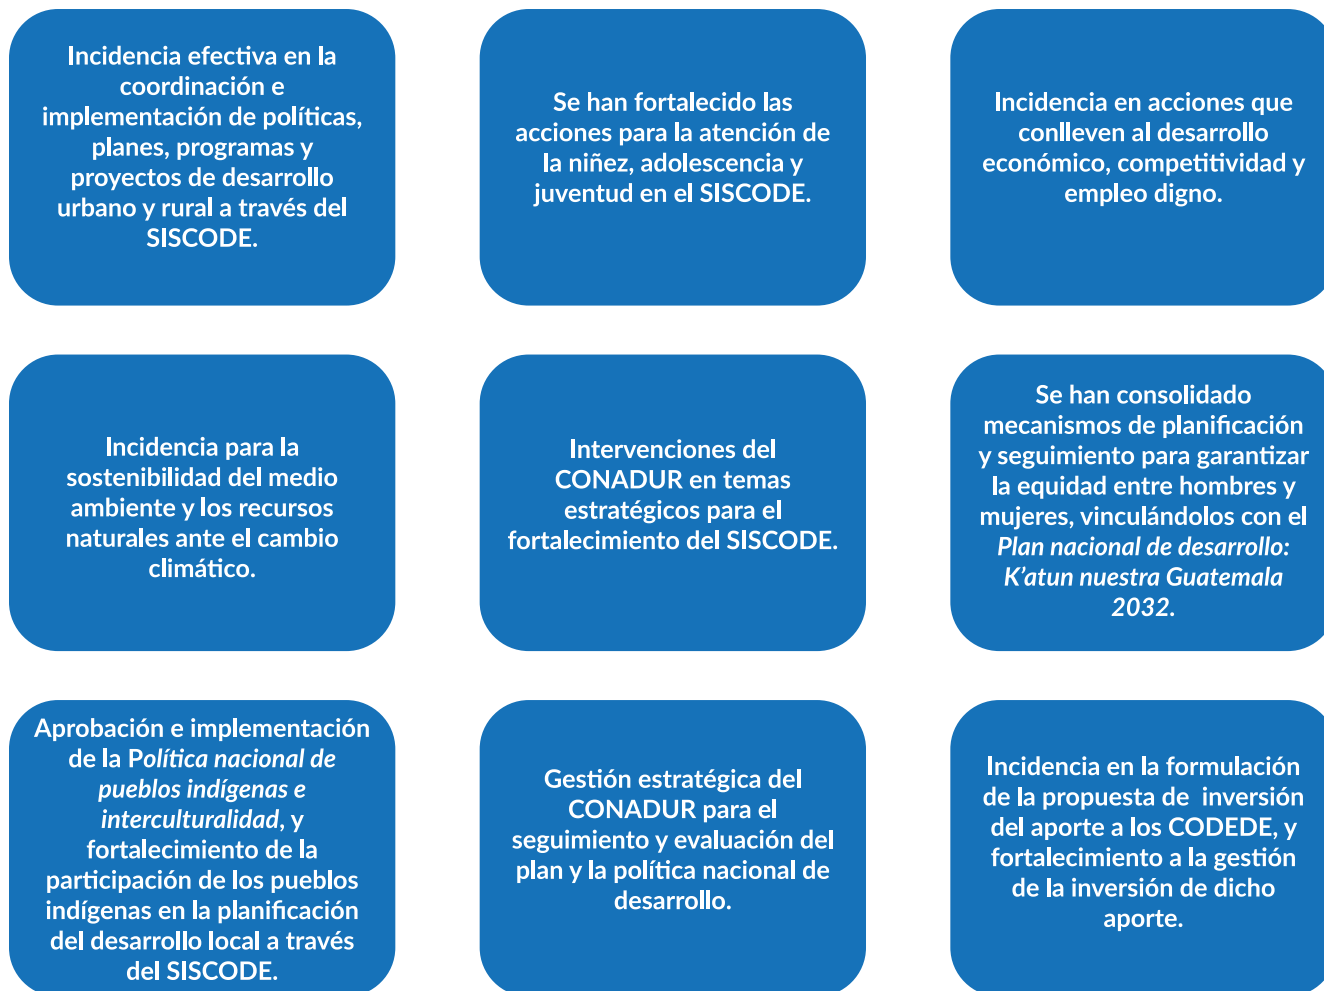 Incidencia efectiva en la
coordinación e
implementación de políticas,
planes, programas y
proyectos de desarrollo
urbano y rural a través del
SISCODE.
Se han fortalecido las
acciones para la atención de
la niñez, adolescencia y
juventud en el SISCODE.
Incidencia en acciones que
conlleven al desarrollo
económico, competitividad y
empleo digno.
Incidencia para la
sostenibilidad del medio
ambiente y los recursos
naturales ante el cambio
climático.
Intervenciones del
CONADUR en temas
estratégicos para el
fortalecimiento del SISCODE.
Se han consolidado
mecanismos de planificación
y seguimiento para garantizar
la equidad entre hombres y
mujeres, vinculándolos con el
Plan nacional de desarrollo:
K’atun nuestra Guatemala
2032.
Aprobación e implementación
de la Política nacional de
pueblos indígenas e
interculturalidad, y
fortalecimiento de la
participación de los pueblos
indígenas en la planificación
del desarrollo local a través
del SISCODE.
Gestión estratégica del
CONADUR para el
seguimiento y evaluación del
plan y la política nacional de
desarrollo.
Incidencia en la formulación
de la propuesta de inversión
del aporte a los CODEDE, y
fortalecimiento a la gestión
de la inversión de dicho
aporte.